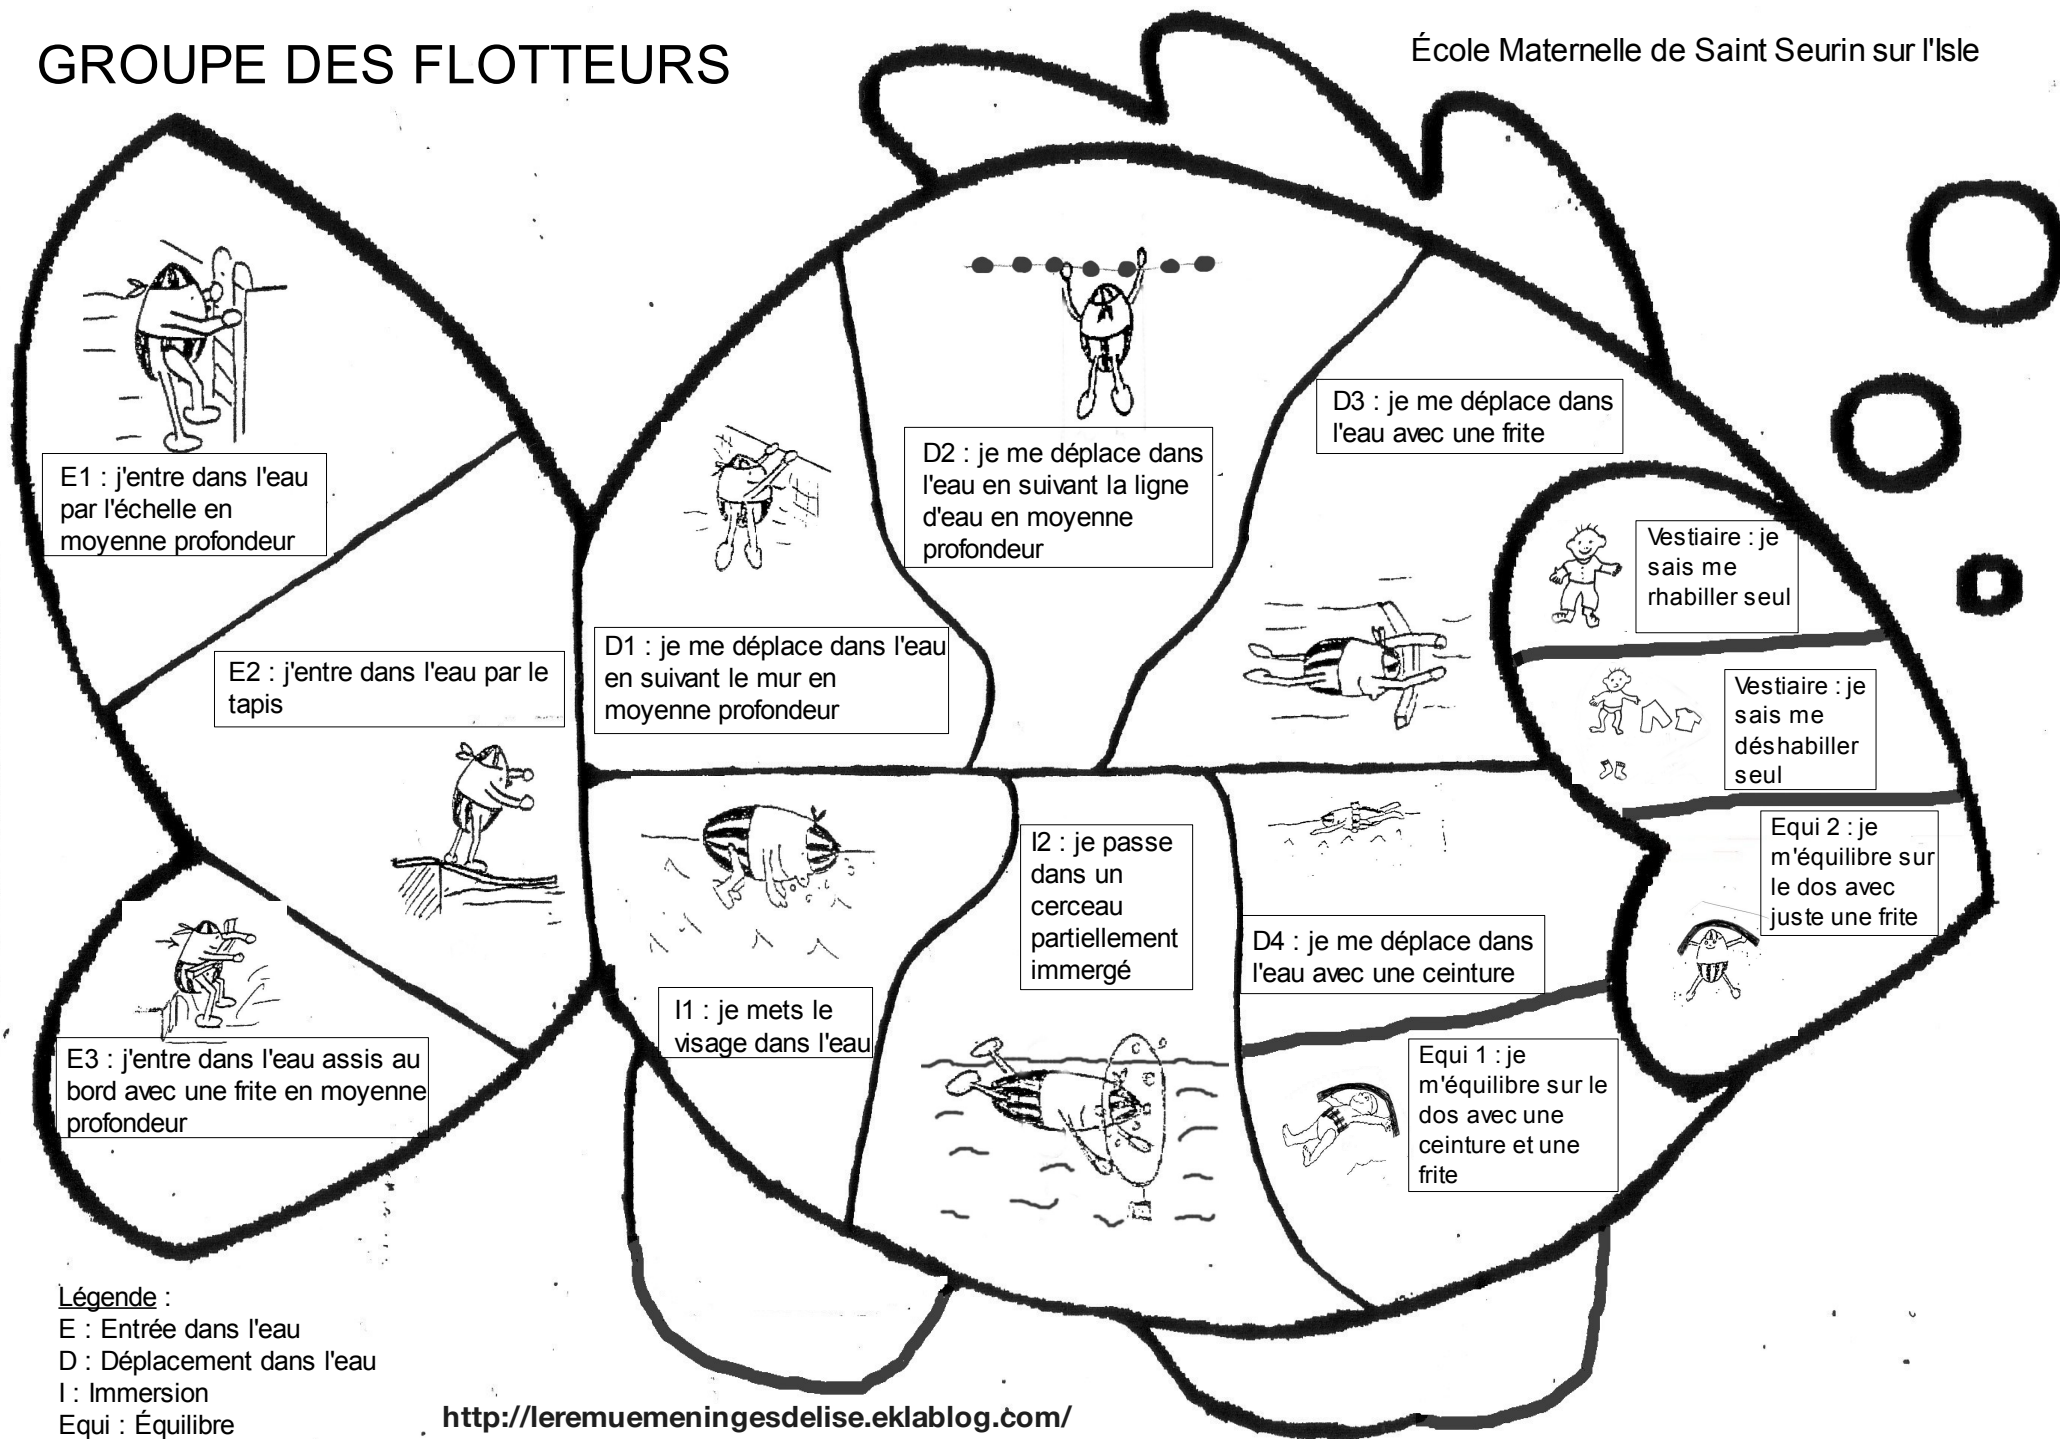 GROUPE DES FLOTTEURS
École Maternelle de Saint Seurin sur l'Isle
E1 : j'entre dans l'eau
par l'échelle en
moyenne profondeur
E2 : j'entre dans l'eau par le
tapis
E3 : j'entre dans l'eau assis au
bord avec une frite en moyenne
profondeur
D1 : je me déplace dans l'eau
en suivant le mur en
moyenne profondeur
D2 : je me déplace dans
l'eau en suivant la ligne
d'eau en moyenne
profondeur
D3 : je me déplace dans
l'eau avec une frite
Vestiaire : je
sais me
rhabiller seul
Vestiaire : je
sais me
déshabiller
seul
Equi 2 : je
m'équilibre sur
le dos avec
juste une frite
I1 : je mets le
visage dans l'eau
I2 : je passe
dans un
cerceau
partiellement
immergé
D4 : je me déplace dans
l'eau avec une ceinture
Equi 1 : je
m'équilibre sur le
dos avec une
ceinture et une
frite
Légende :
E : Entrée dans l'eau
D : Déplacement dans l'eau
I : Immersion
Equi : Équilibre
http://leremuemeningesdelise.eklablog.com/